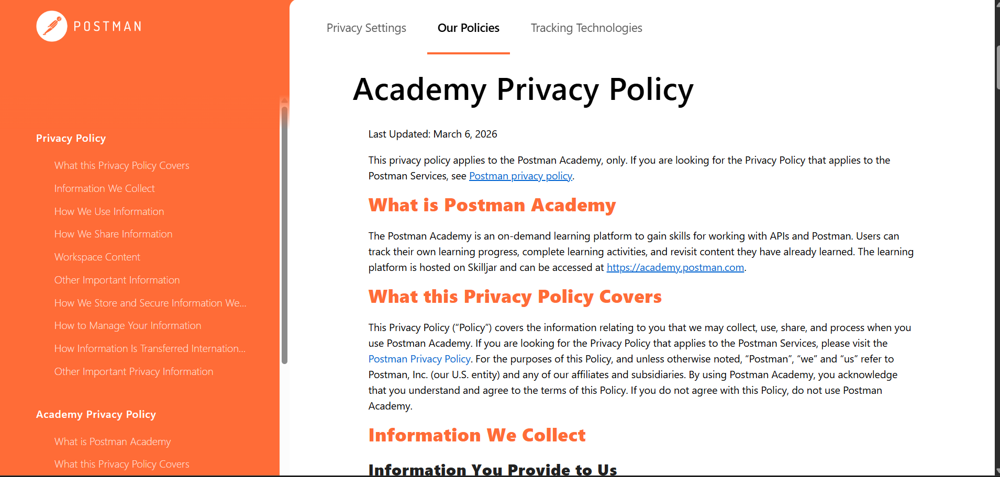 POSTMAN
Privacy Policy
What this Privacy Policy Covers
Information We Collect
How We Use Information
How We Share Information
Workspace Content
Other Important Information
How We Store and Secure Information We...
How to Manage Your Information
How Information Is Transferred Internation...
Other Important Privacy Information
Academy Privacy Policy
What is Postman Academy
What this Privacy Policy Covers
Privacy Settings
Our Policies
Tracking Technologies
Academy Privacy Policy
Last Updated: March 6, 2026
This privacy policy applies to the Postman Academy, only. If you are looking for the Privacy Policy that applies to the
Postman Services, see Postman privacy policy.
What is Postman Academy
The Postman Academy is an on-demand learning platform to gain skills for working with APIs and Postman. Users can
track their own learning progress, complete learning activities, and revisit content they have already learned. The learning
platform is hosted on Skilljar and can be accessed at https://academy.postman.com.
What this Privacy Policy Covers
This Privacy Policy (“Policy”) covers the information relating to you that we may collect, use, share, and process when you
use Postman Academy. If you are looking for the Privacy Policy that applies to the Postman Services, please visit the
Postman Privacy Policy. For the purposes of this Policy, and unless otherwise noted, “Postman”, “we” and “us” refer to
Postman, Inc. (our U.S. entity) and any of our affiliates and subsidiaries. By using Postman Academy, you acknowledge
that you understand and agree to the terms of this Policy. If you do not agree with this Policy, do not use Postman
Academy.
Information We Collect
Information You Provide to Us